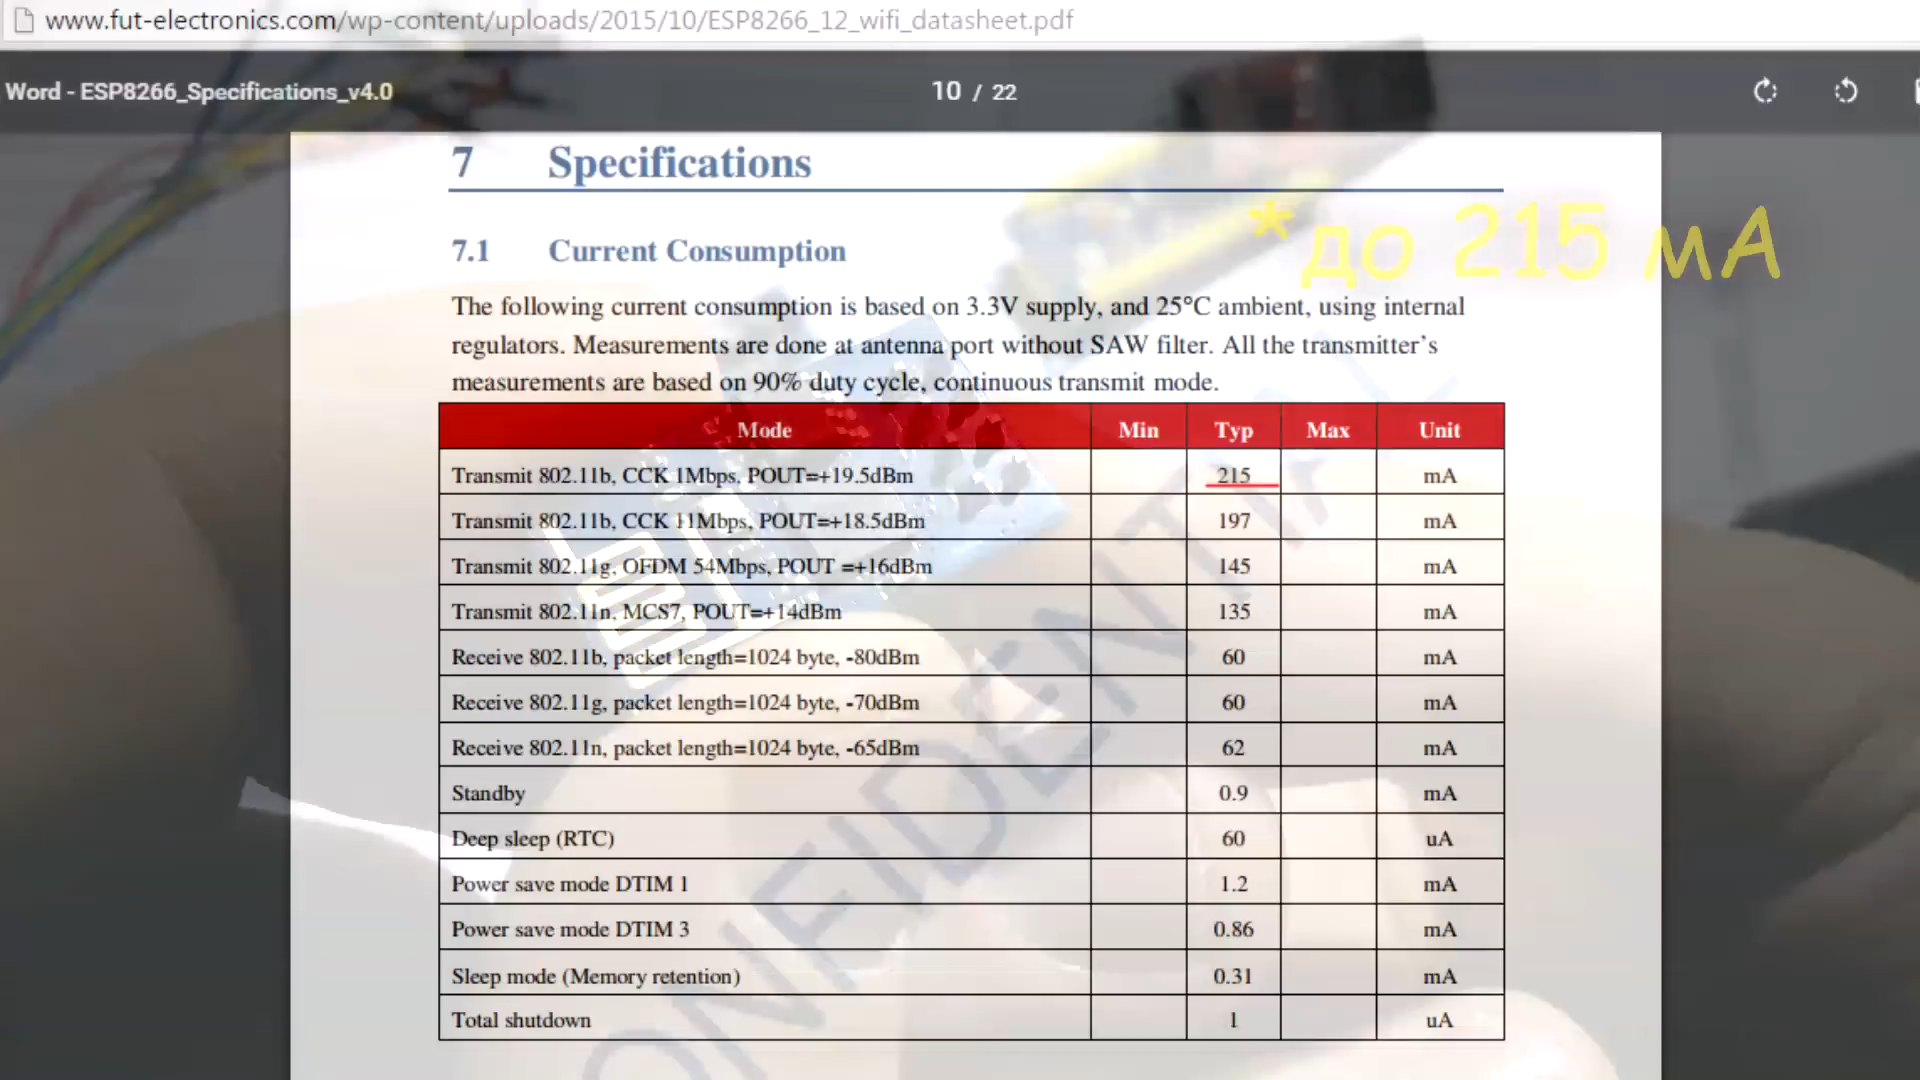 www.fut-electronics.com/wp-content/uploads/2015/10/ESP8266_12_wifi_datasheet.pdf
Word - ESP8266_Specifications_v4.0
10 / 22
7 Specifications
*до 215 мА
7.1 Current Consumption
The following current consumption is based on 3.3V supply, and 25°C ambient, using internal
regulators. Measurements are done at antenna port without SAW filter. All the transmitter's
measurements are based on 90% duty cycle, continuous transmit mode.
Mode Min Typ Max Unit
Transmit 802.11b, CCK 1Mbps, POUT=+19.5dBm 215 mA
Transmit 802.11b, CCK 11Mbps, POUT=+18.5dBm 197 mA
Transmit 802.11g, OFDM 54Mbps, POUT =+16dBm 145 mA
Transmit 802.11n, MCS7, POUT=+14dBm 135 mA
Receive 802.11b, packet length=1024 byte, -80dBm 60 mA
Receive 802.11g, packet length=1024 byte, -70dBm 60 mA
Receive 802.11n, packet length=1024 byte, -65dBm 62 mA
Standby 0.9 mA
Deep sleep (RTC) 60 uA
Power save mode DTIM 1 1.2 mA
Power save mode DTIM 3 0.86 mA
Sleep mode (Memory retention) 0.31 mA
Total shutdown 1 uA
ONFIDENTIAL